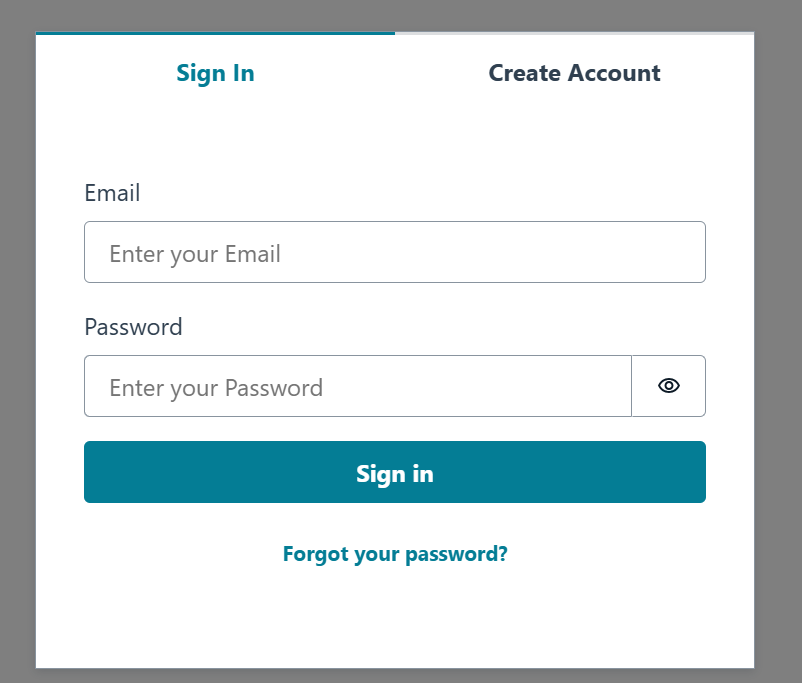 Sign In
Create Account
Email
Enter your Email
Password
Enter your Password
Sign in
Forgot your password?